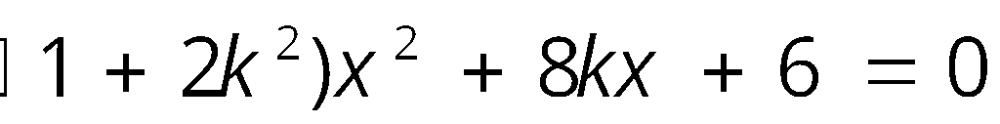 1 + 2k²)x² + 8kx + 6 = 0